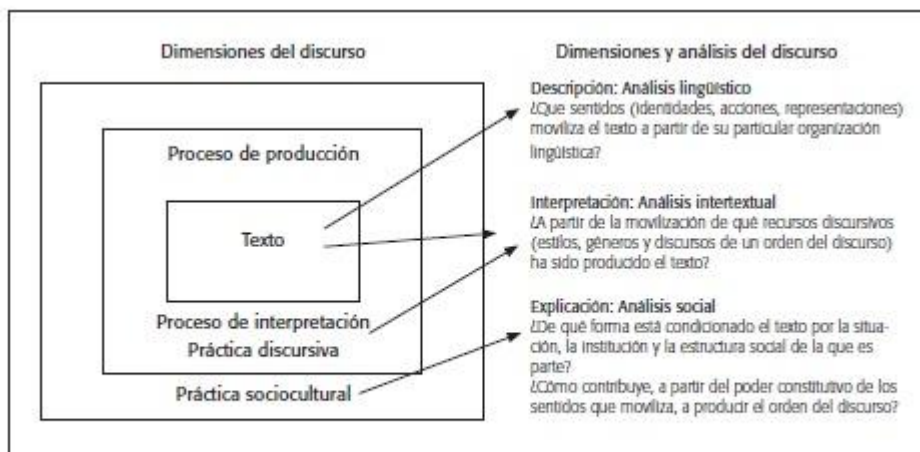 Dimensiones del discurso
Proceso de producción
Texto
Proceso de interpretación
Práctica discursiva
Práctica sociocultural
Dimensiones y análisis del discurso
Descripción: Análisis lingüístico
¿Que sentidos (identidades, acciones, representaciones)
moviliza el texto a partir de su particular organización
lingüística?
Interpretación: Análisis intertextual
¿A partir de la movilización de qué recursos discursivos
(estilos, géneros y discursos de un orden del discurso)
ha sido producido el texto?
Explicación: Análisis social
¿De qué forma está condicionado el texto por la situa-
ción, la institución y la estructura social de la que es
parte?
¿Cómo contribuye, a partir del poder constitutivo de los
sentidos que moviliza, a producir el orden del discurso?